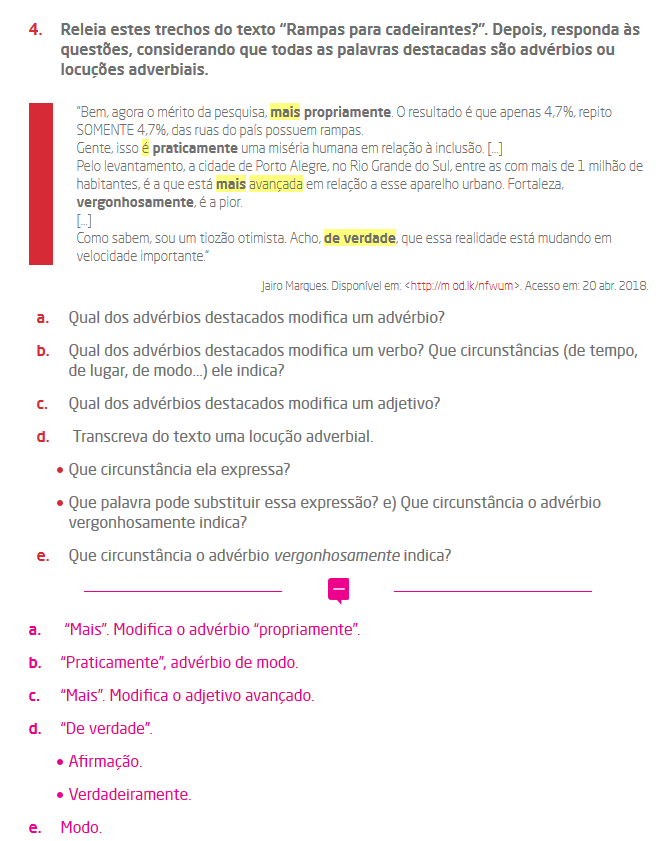 4. Releia estes trechos do texto “Rampas para cadeirantes?”. Depois, responda às
questões, considerando que todas as palavras destacadas são advérbios ou
locuções adverbiais.
“Bem, agora o mérito da pesquisa, mais propriamente. O resultado é que apenas 4,7%, repito
SOMENTE 4,7%, das ruas do país possuem rampas.
Gente, isso é praticamente uma miséria humana em relação à inclusão. [...]
Pelo levantamento, a cidade de Porto Alegre, no Rio Grande do Sul, entre as com mais de 1 milhão de
habitantes, é a que está mais avançada em relação a esse aparelho urbano. Fortaleza,
vergonhosamente, é a pior.
[...]
Como sabem, sou um tiozão otimista. Acho, de verdade, que essa realidade está mudando em
velocidade importante.”
Jairo Marques. Disponível em: <http://m od.lk/nfwum>. Acesso em: 20 abr. 2018.
a. Qual dos advérbios destacados modifica um advérbio?
b. Qual dos advérbios destacados modifica um verbo? Que circunstâncias (de tempo,
de lugar, de modo...) ele indica?
c. Qual dos advérbios destacados modifica um adjetivo?
d. Transcreva do texto uma locução adverbial.
• Que circunstância ela expressa?
• Que palavra pode substituir essa expressão? e) Que circunstância o advérbio
vergonhosamente indica?
e. Que circunstância o advérbio vergonhosamente indica?
a. “Mais”. Modifica o advérbio “propriamente”.
b. “Praticamente”, advérbio de modo.
c. “Mais”. Modifica o adjetivo avançado.
d. “De verdade”.
• Afirmação.
• Verdadeiramente.
e. Modo.